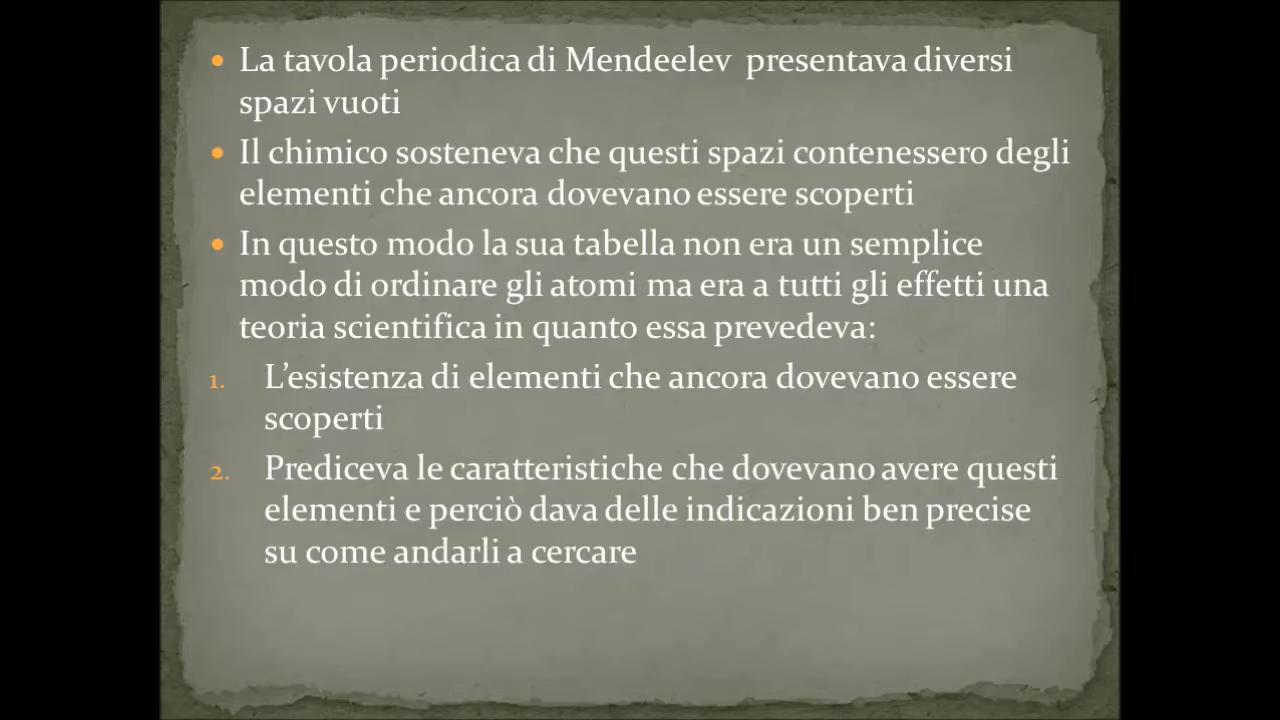 • La tavola periodica di Mendeelev presentava diversi
spazi vuoti
• Il chimico sosteneva che questi spazi contenessero degli
elementi che ancora dovevano essere scoperti
• In questo modo la sua tabella non era un semplice
modo di ordinare gli atomi ma era a tutti gli effetti una
teoria scientifica in quanto essa prevedeva:
1. L’esistenza di elementi che ancora dovevano essere
scoperti
2. Prediceva le caratteristiche che dovevano avere questi
elementi e perciò dava delle indicazioni ben precise
su come andarli a cercare